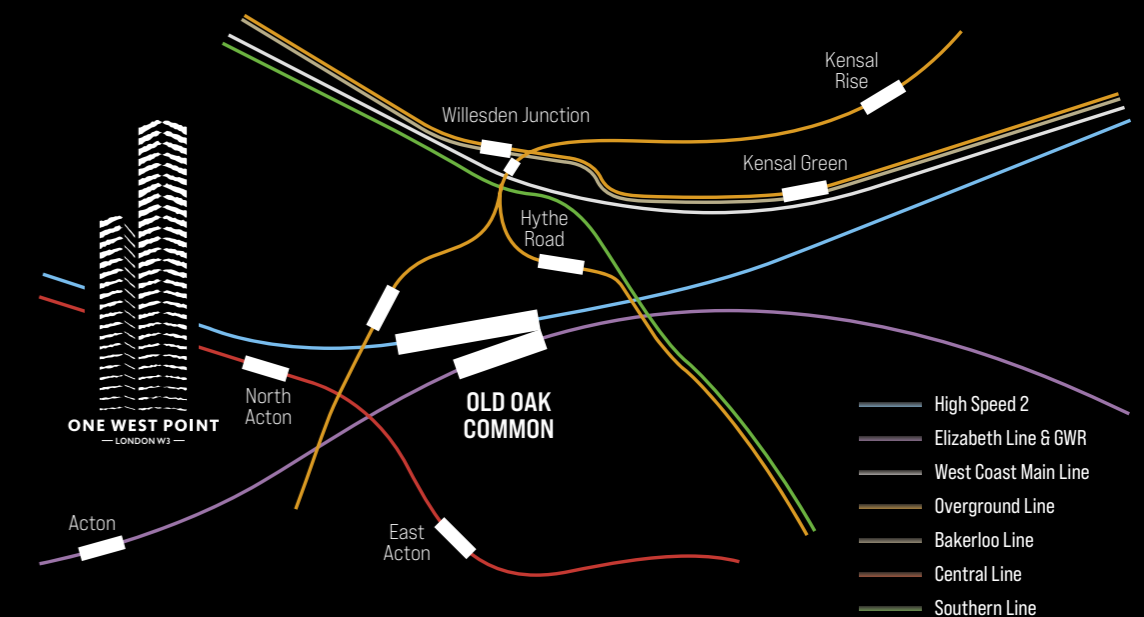 Kensal
Rise
Willesden Junction
Kensal Green
Hythe
Road
North
Acton
OLD OAK
COMMON
ONE WEST POINT
LONDON W3
Acton
East
Acton
High Speed 2
Elizabeth Line & GWR
West Coast Main Line
Overground Line
Bakerloo Line
Central Line
Southern Line